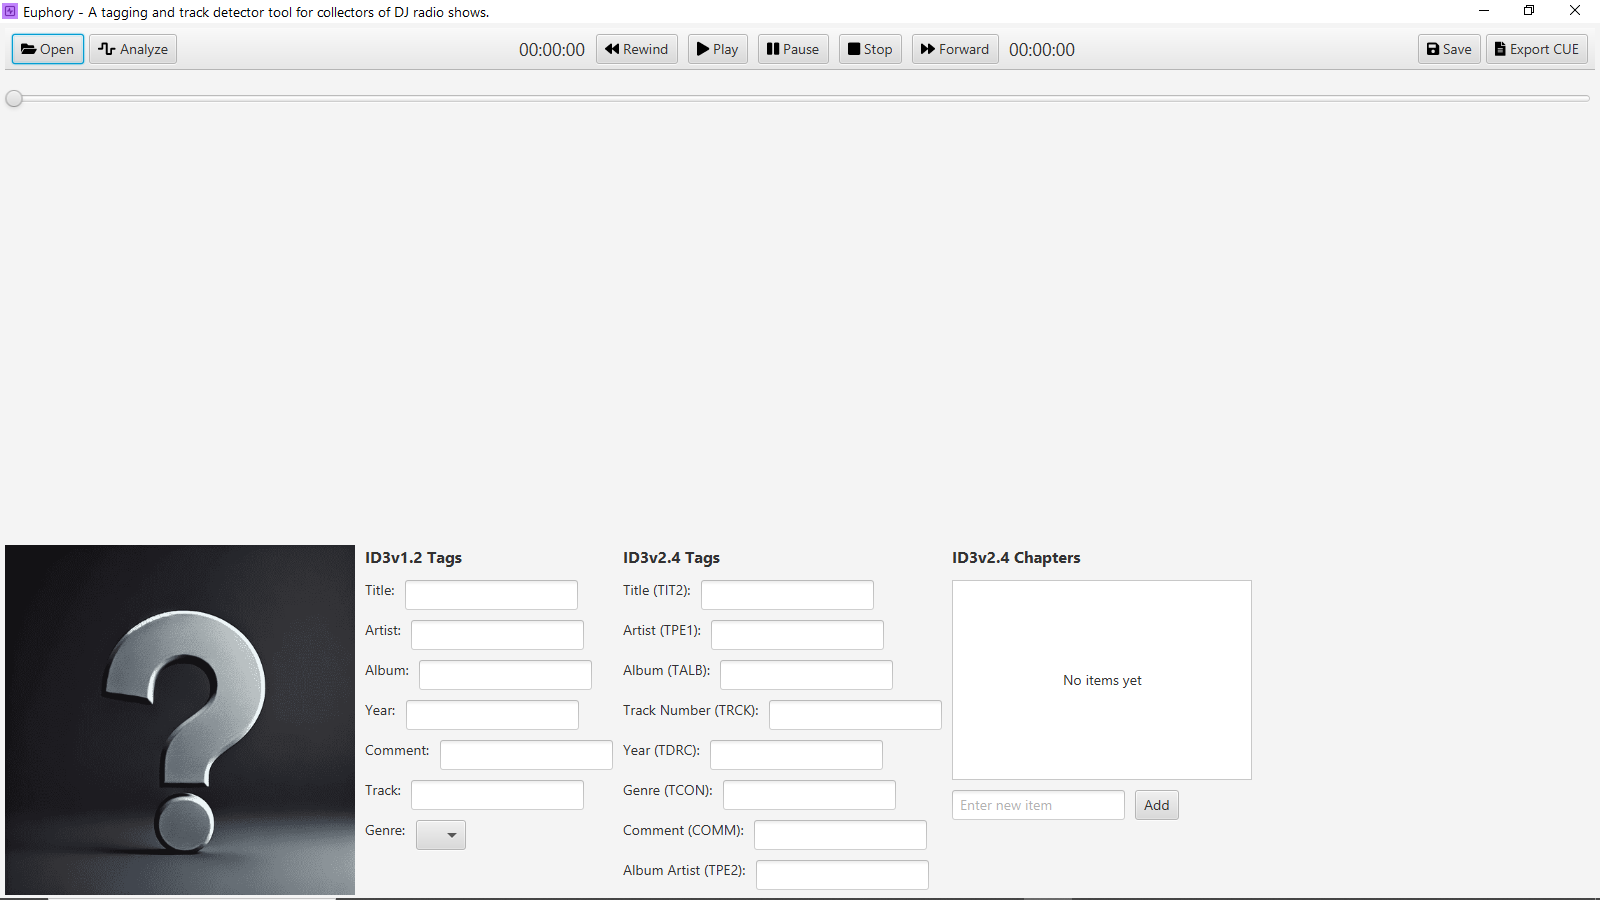 Euphory - A tagging and track detector tool for collectors of DJ radio shows.
Open Analyze 00:00:00 Rewind Play Pause Stop Forward 00:00:00 Save Export CUE
ID3v1.2 Tags
Title:
Artist:
Album:
Year:
Comment:
Track:
Genre:
ID3v2.4 Tags
Title (TIT2):
Artist (TPE1):
Album (TALB):
Track Number (TRCK):
Year (TDRC):
Genre (TCON):
Comment (COMM):
Album Artist (TPE2):
ID3v2.4 Chapters
No items yet
Enter new item Add